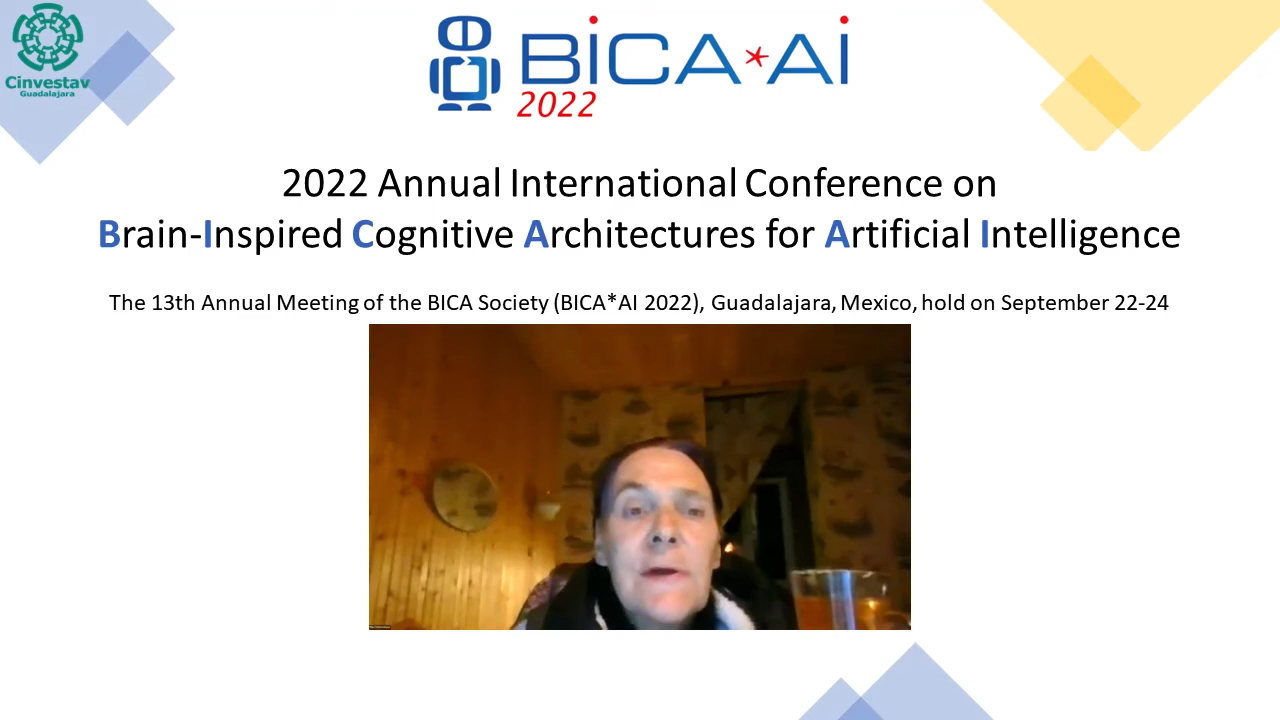 Cinvestav
Guadalajara
BiCA*Ai
2022
2022 Annual International Conference on
Brain-Inspired Cognitive Architectures for Artificial Intelligence
The 13th Annual Meeting of the BICA Society (BICA*AI 2022), Guadalajara, Mexico, hold on September 22-24